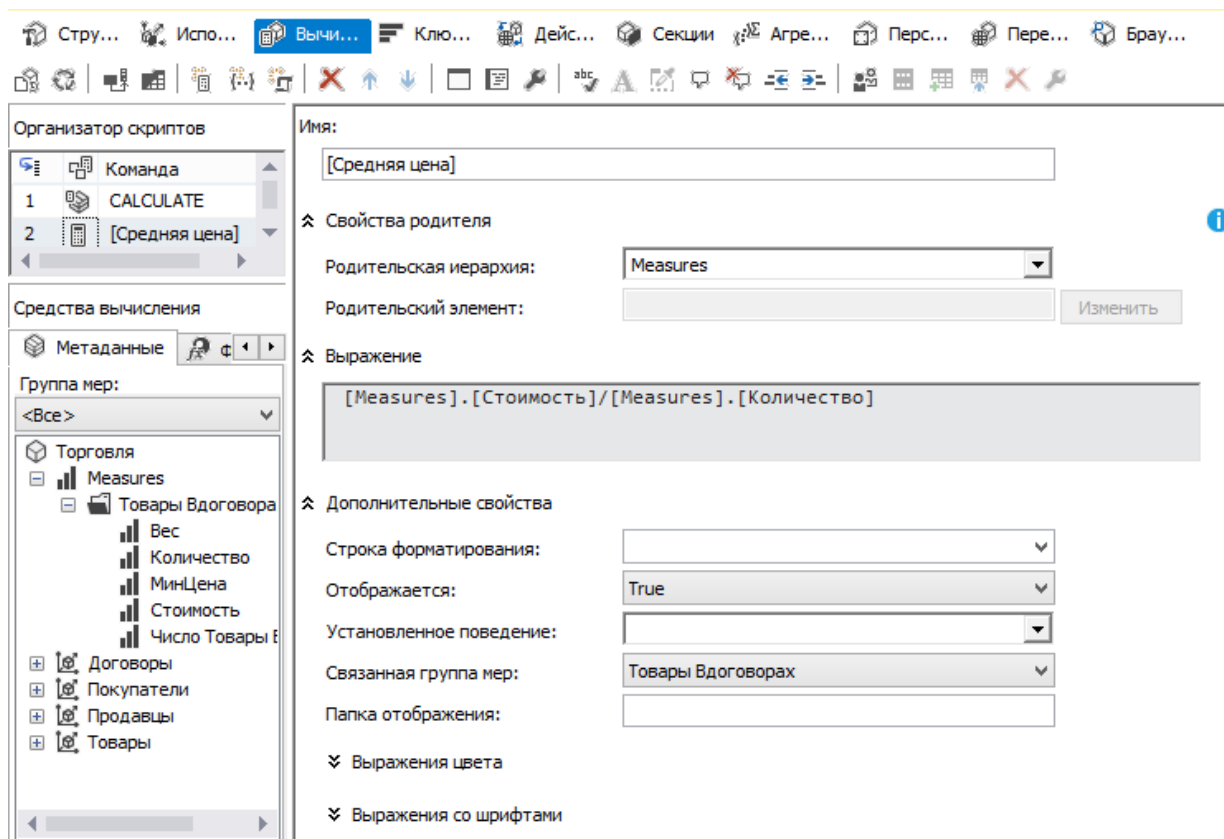 Стру... Испо... Вычи... Клю... Дейс... Секции Агре... Перс... Пере... Брау...
Организатор скриптов
Команда
1 CALCULATE
2 [Средняя цена]
Средства вычисления
Метаданные Ф
Группа мер:
<Все>
Торговля
Measures
Товары Вдоговора
Вес
Количество
МинЦена
Стоимость
Число Товары В
Договоры
Покупатели
Продавцы
Товары
Имя:
[Средняя цена]
Свойства родителя
Родительская иерархия: Measures
Родительский элемент: Изменить
Выражение
[Measures].[Стоимость]/[Measures].[Количество]
Дополнительные свойства
Строка форматирования:
Отображается: True
Установленное поведение:
Связанная группа мер: Товары Вдоговорах
Папка отображения:
Выражения цвета
Выражения со шрифтами